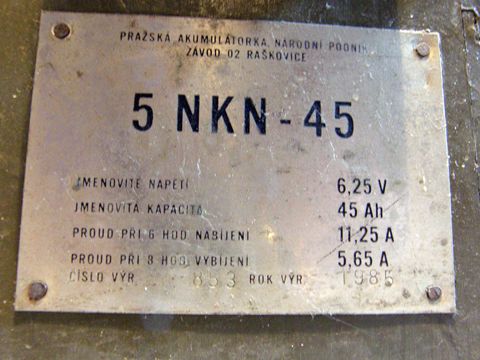 PRAŽSKÁ AKUMULÁTORKA, NÁRODNÍ PODNIK
ZÁVOD 02 RAŠKOVICE
5 NKN - 45
JMENOVITÉ NAPĚTÍ 6,25 V
JMENOVITÁ KAPACITA 45 Ah
PROUD PŘI 6 HOD NABÍJENÍ 11,25 A
PROUD PŘI 8 HOD VYBÍJENÍ 5,65 A
ČÍSLO VÝR. 853 ROK VÝR. 1985